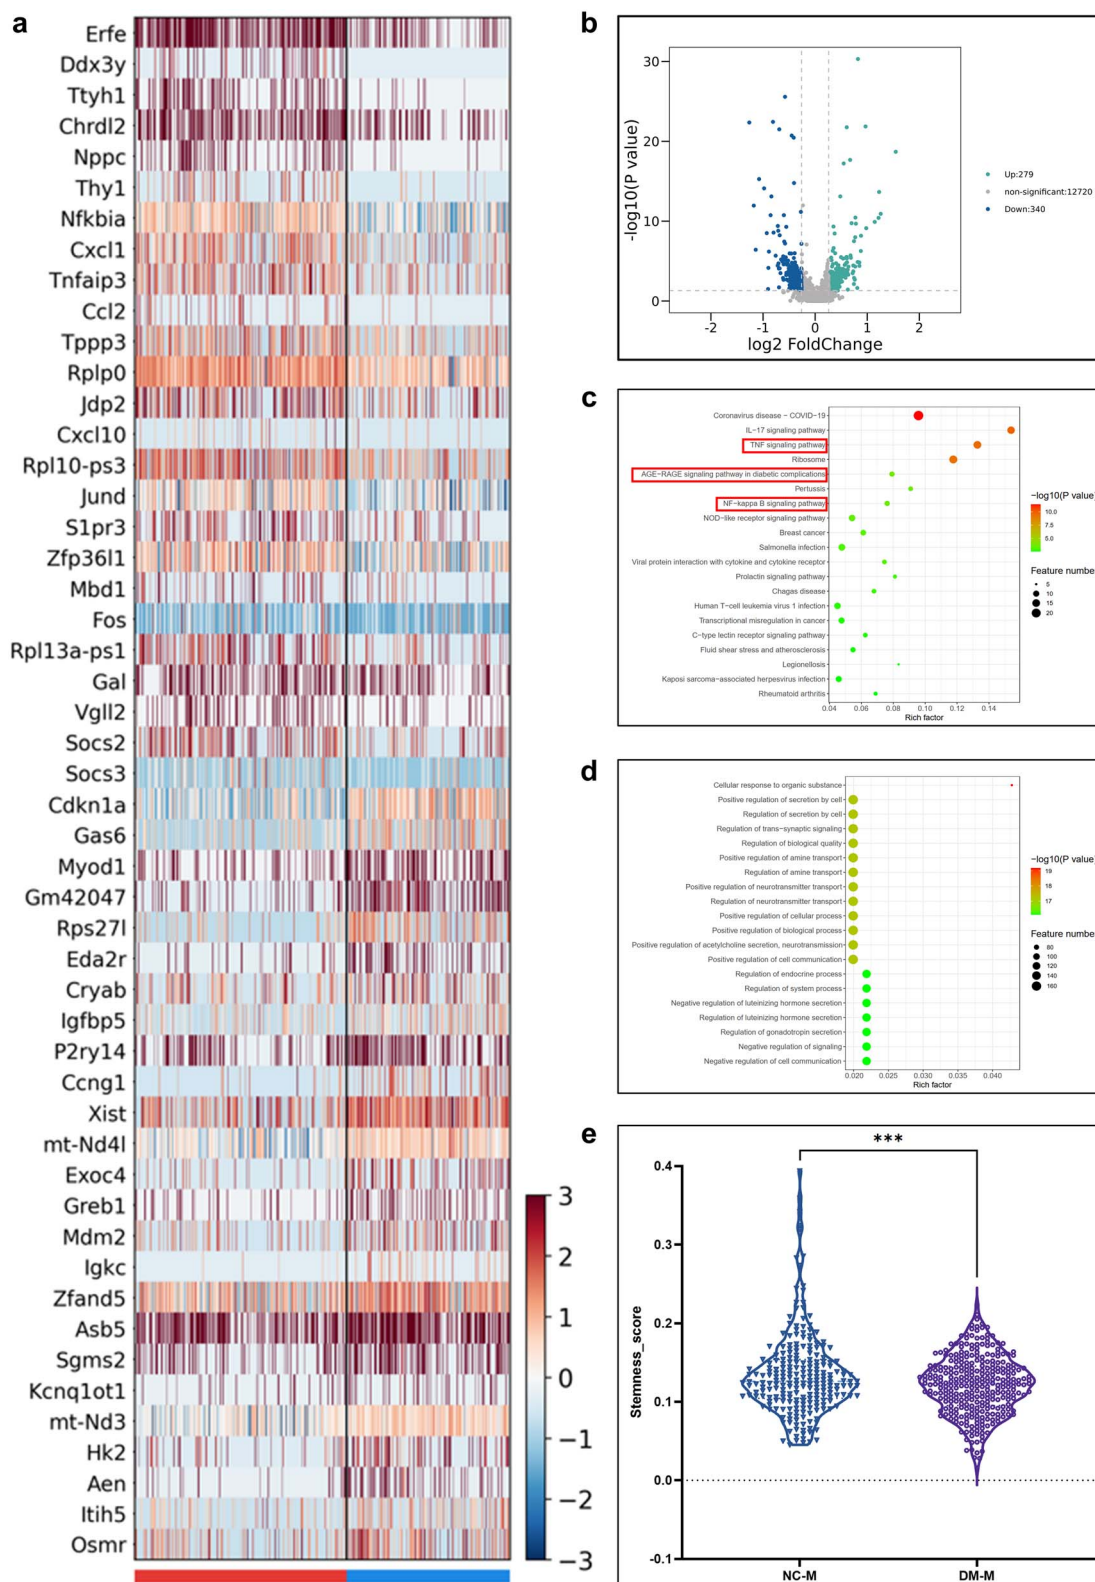 a
Erfe
Ddx3y
Ttyh1
Chrdl2
Nppc
Thy1
Nfkbia
Cxcl1
Tnfaip3
Ccl2
Tppp3
Rplp0
Jdp2
Cxcl10
Rpl10-ps3
Jund
S1pr3
Zfp36l1
Mbd1
Fos
Rpl13a-ps1
Gal
Vgll2
Socs2
Socs3
Cdkn1a
Gas6
Myod1
Gm42047
Rps27l
Eda2r
Cryab
Igfbp5
P2ry14
Ccng1
Xist
mt-Nd4l
Exoc4
Greb1
Mdm2
Igkc
Zfand5
Asb5
Sgms2
Kcnq1ot1
mt-Nd3
Hk2
Aen
Itih5
Osmr
3
2
1
0
−1
−2
−3
b
-log10(P value)
30
20
10
0
-2 -1 0 1 2
log2 FoldChange
Up:279
non-significant:12720
Down:340
c
Coronavirus disease − COVID−19
IL−17 signaling pathway
TNF signaling pathway
Ribosome
AGE−RAGE signaling pathway in diabetic complications
Pertussis
NF−kappa B signaling pathway
NOD−like receptor signaling pathway
Breast cancer
Salmonella infection
Viral protein interaction with cytokine and cytokine receptor
Prolactin signaling pathway
Chagas disease
Human T−cell leukemia virus 1 infection
Transcriptional misregulation in cancer
C−type lectin receptor signaling pathway
Fluid shear stress and atherosclerosis
Legionellosis
Kaposi sarcoma−associated herpesvirus infection
Rheumatoid arthritis
0.04 0.06 0.08 0.10 0.12 0.14
Rich factor
−log10(P value)
10.0
7.5
5.0
Feature number
5
10
15
20
d
Cellular response to organic substance
Positive regulation of secretion by cell
Regulation of secretion by cell
Regulation of trans−synaptic signaling
Regulation of biological quality
Positive regulation of amine transport
Regulation of amine transport
Positive regulation of neurotransmitter transport
Regulation of neurotransmitter transport
Positive regulation of cellular process
Positive regulation of biological process
Positive regulation of acetylcholine secretion, neurotransmission
Positive regulation of cell communication
Regulation of endocrine process
Regulation of system process
Negative regulation of luteinizing hormone secretion
Regulation of luteinizing hormone secretion
Regulation of gonadotropin secretion
Negative regulation of signaling
Negative regulation of cell communication
0.020 0.025 0.030 0.035 0.040
Rich factor
−log10(P value)
19
18
17
Feature number
80
100
120
140
160
e
***
Stemness_score
0.4
0.3
0.2
0.1
0.0
-0.1
NC-M DM-M